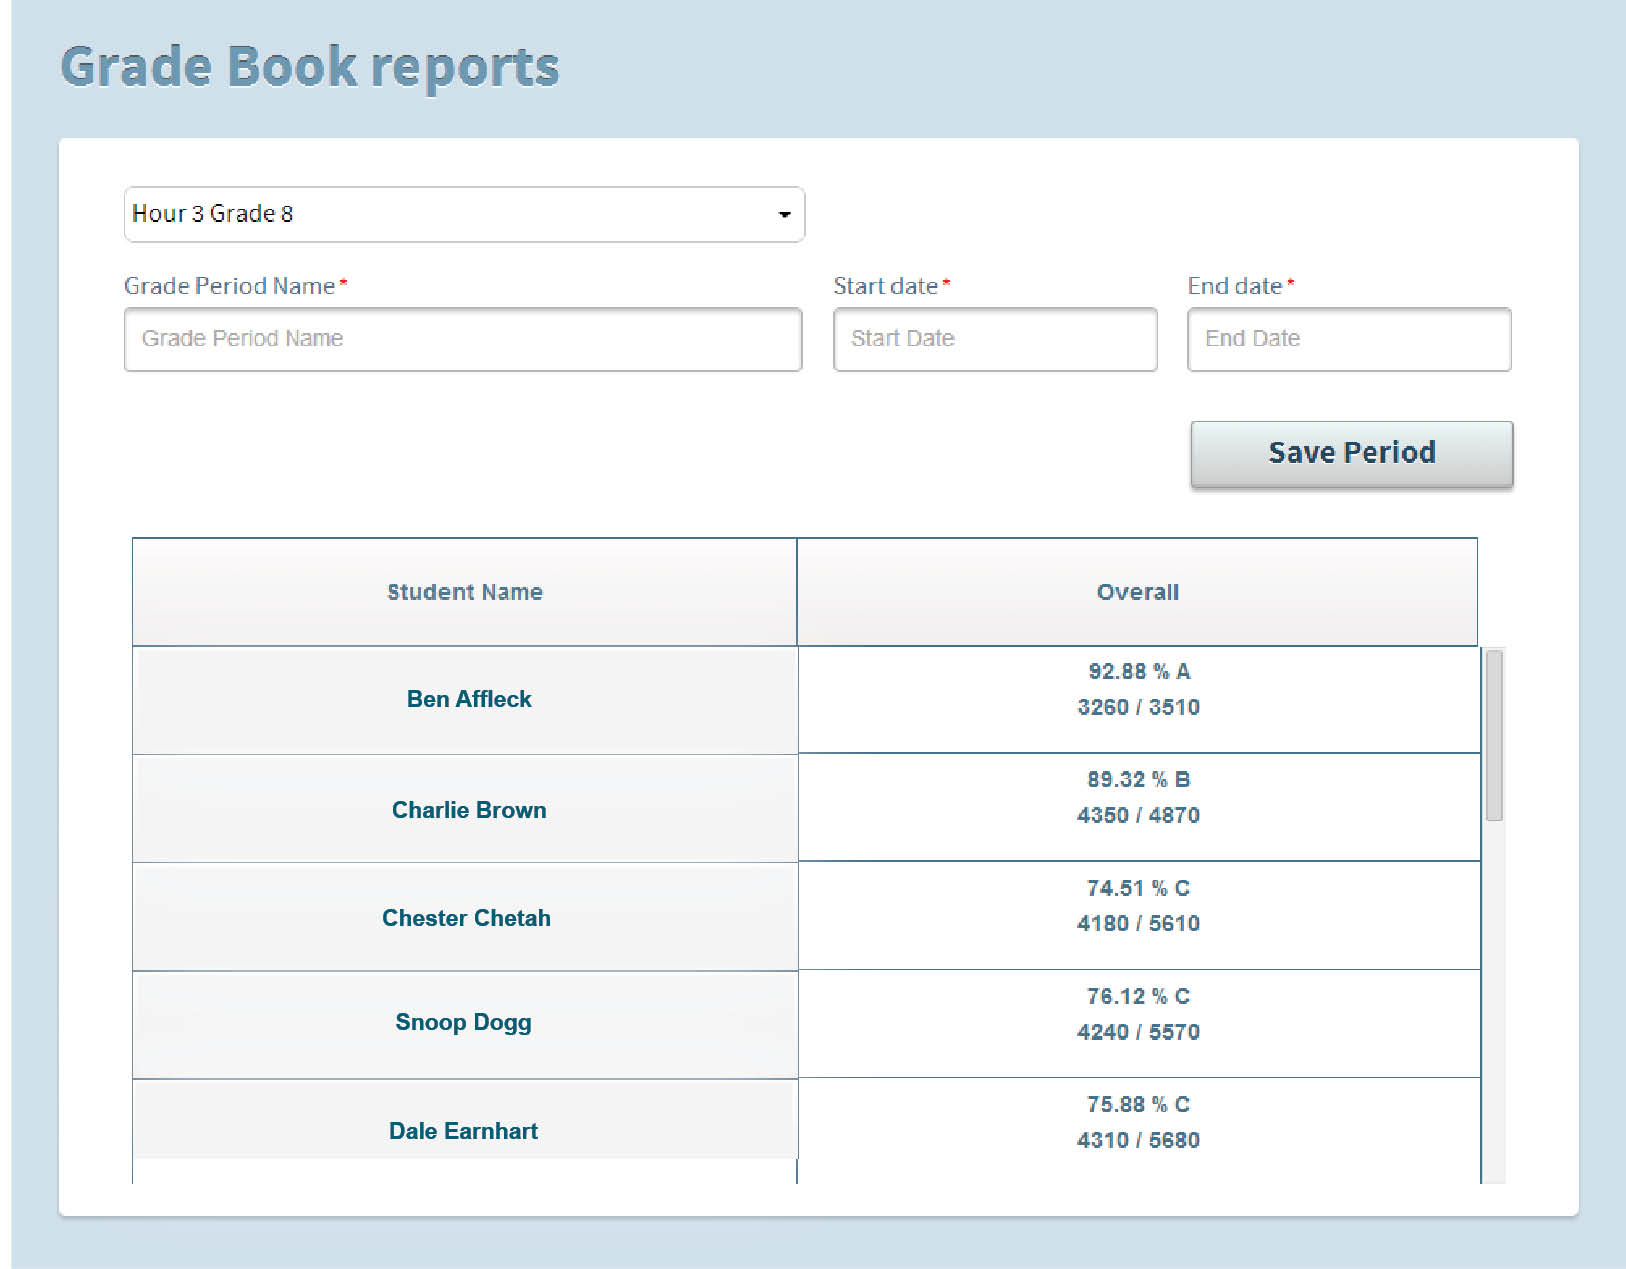 Grade Book reports
Hour 3 Grade 8
Grade Period Name* Start date* End date*
Grade Period Name Start Date End Date
Save Period
Student Name Overall
Ben Affleck
92.88 % A
3260 / 3510
Charlie Brown
89.32 % B
4350 / 4870
Chester Chetah
74.51 % C
4180 / 5610
Snoop Dogg
76.12 % C
4240 / 5570
Dale Earnhart
75.88 % C
4310 / 5680